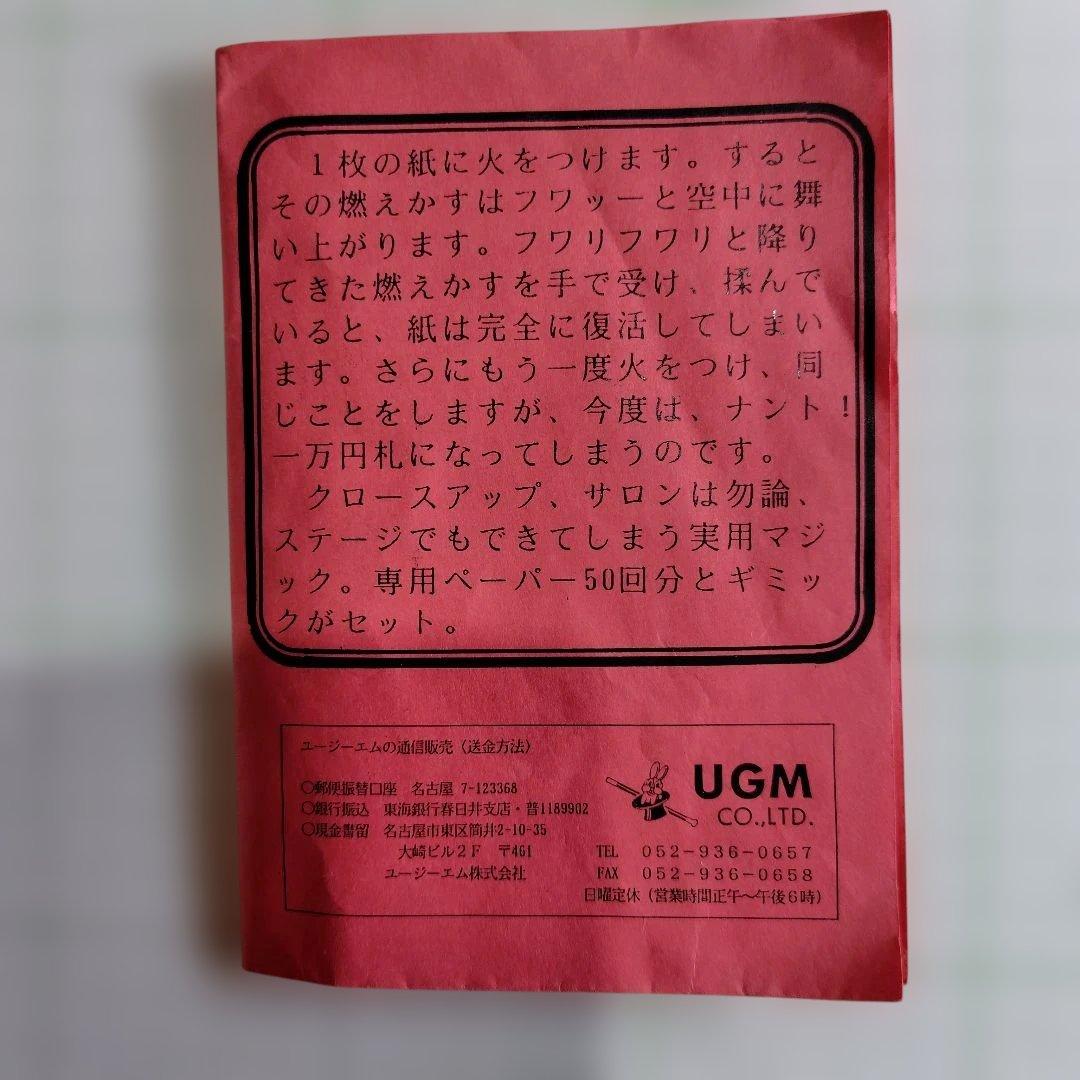 １枚の紙に火をつけます。すると
その燃えかすはフワッーと空中に舞
い上がります。フワリフワリと降り
てきた燃えかすを手で受け、揉んで
いると、紙は完全に復活してしまい
ます。さらにもう一度火をつけ、同
じことをしますが、今度は、ナント！
一万円札になってしまうのです。
クロースアップ、サロンは勿論、
ステージでもできてしまう実用マジ
ック。専用ペーパー50回分とギミッ
クがセット。
ユージーエムの通信販売〈送金方法〉
○郵便振替口座　名古屋 7-123368
○銀行振込　東海銀行春日井支店・普1189902
○現金書留　名古屋市東区筒井2-10-35
大崎ビル２Ｆ　〒461
ユージーエム株式会社
UGM
CO.,LTD.
TEL　０５２-９３６-０６５７
FAX　０５２-９３６-０６５８
日曜定休（営業時間正午～午後６時）